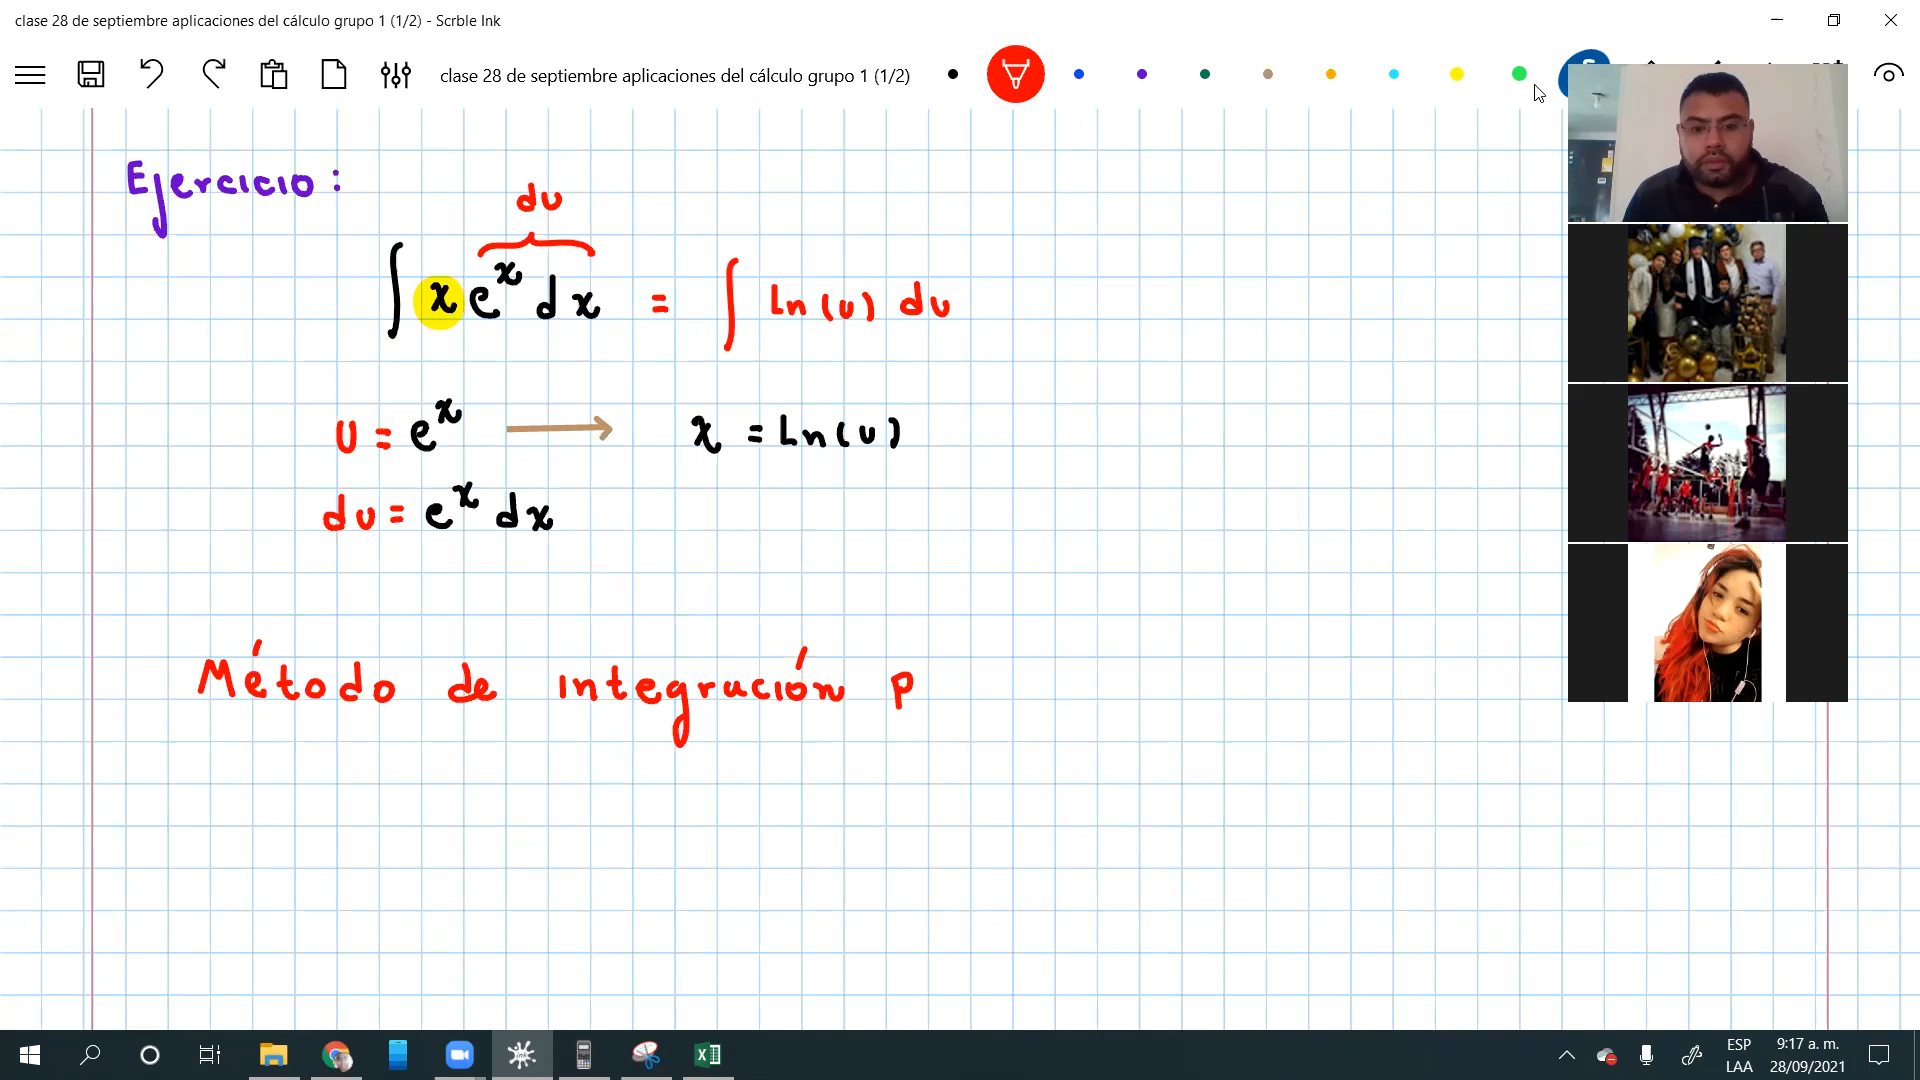 clase 28 de septiembre aplicaciones del cálculo grupo 1 (1/2) - Scrble Ink
clase 28 de septiembre aplicaciones del cálculo grupo 1 (1/2)
Ejercicio:
du
∫ x e^x dx = ∫ Ln(u) du
U = e^x → x = Ln(u)
du = e^x dx
Método de integración p
ESP
LAA
9:17 a. m.
28/09/2021